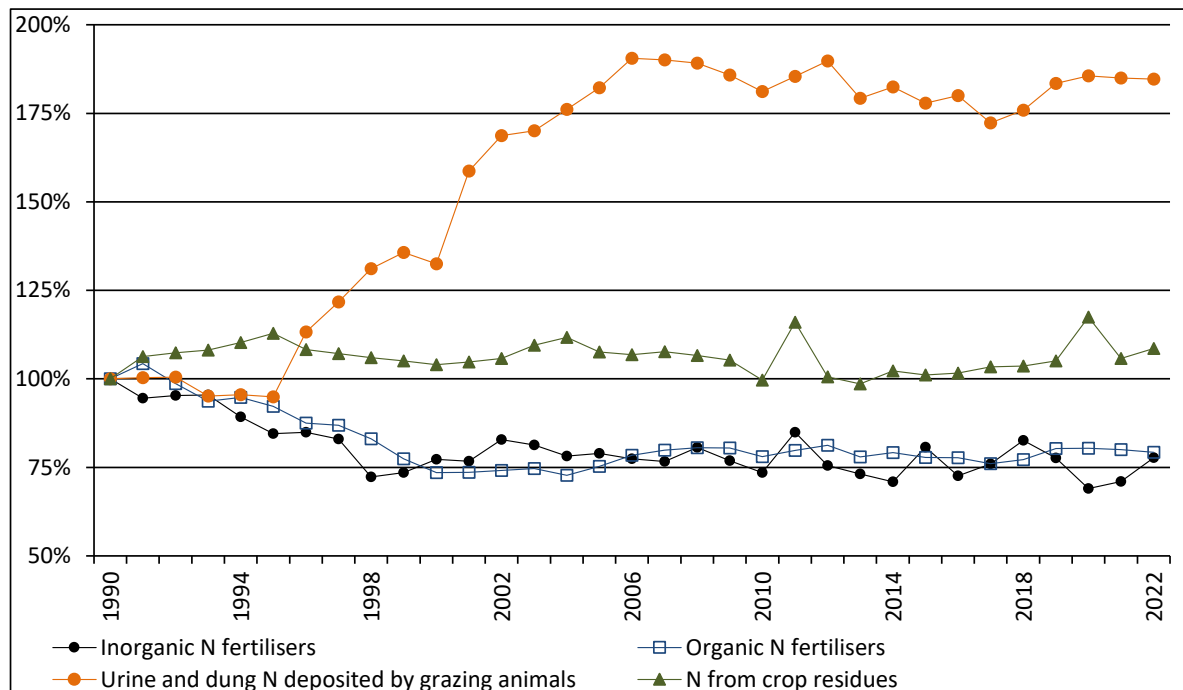 200%
175%
150%
125%
100%
75%
50%
1990 1994 1998 2002 2006 2010 2014 2018 2022
Inorganic N fertilisers Organic N fertilisers
Urine and dung N deposited by grazing animals N from crop residues